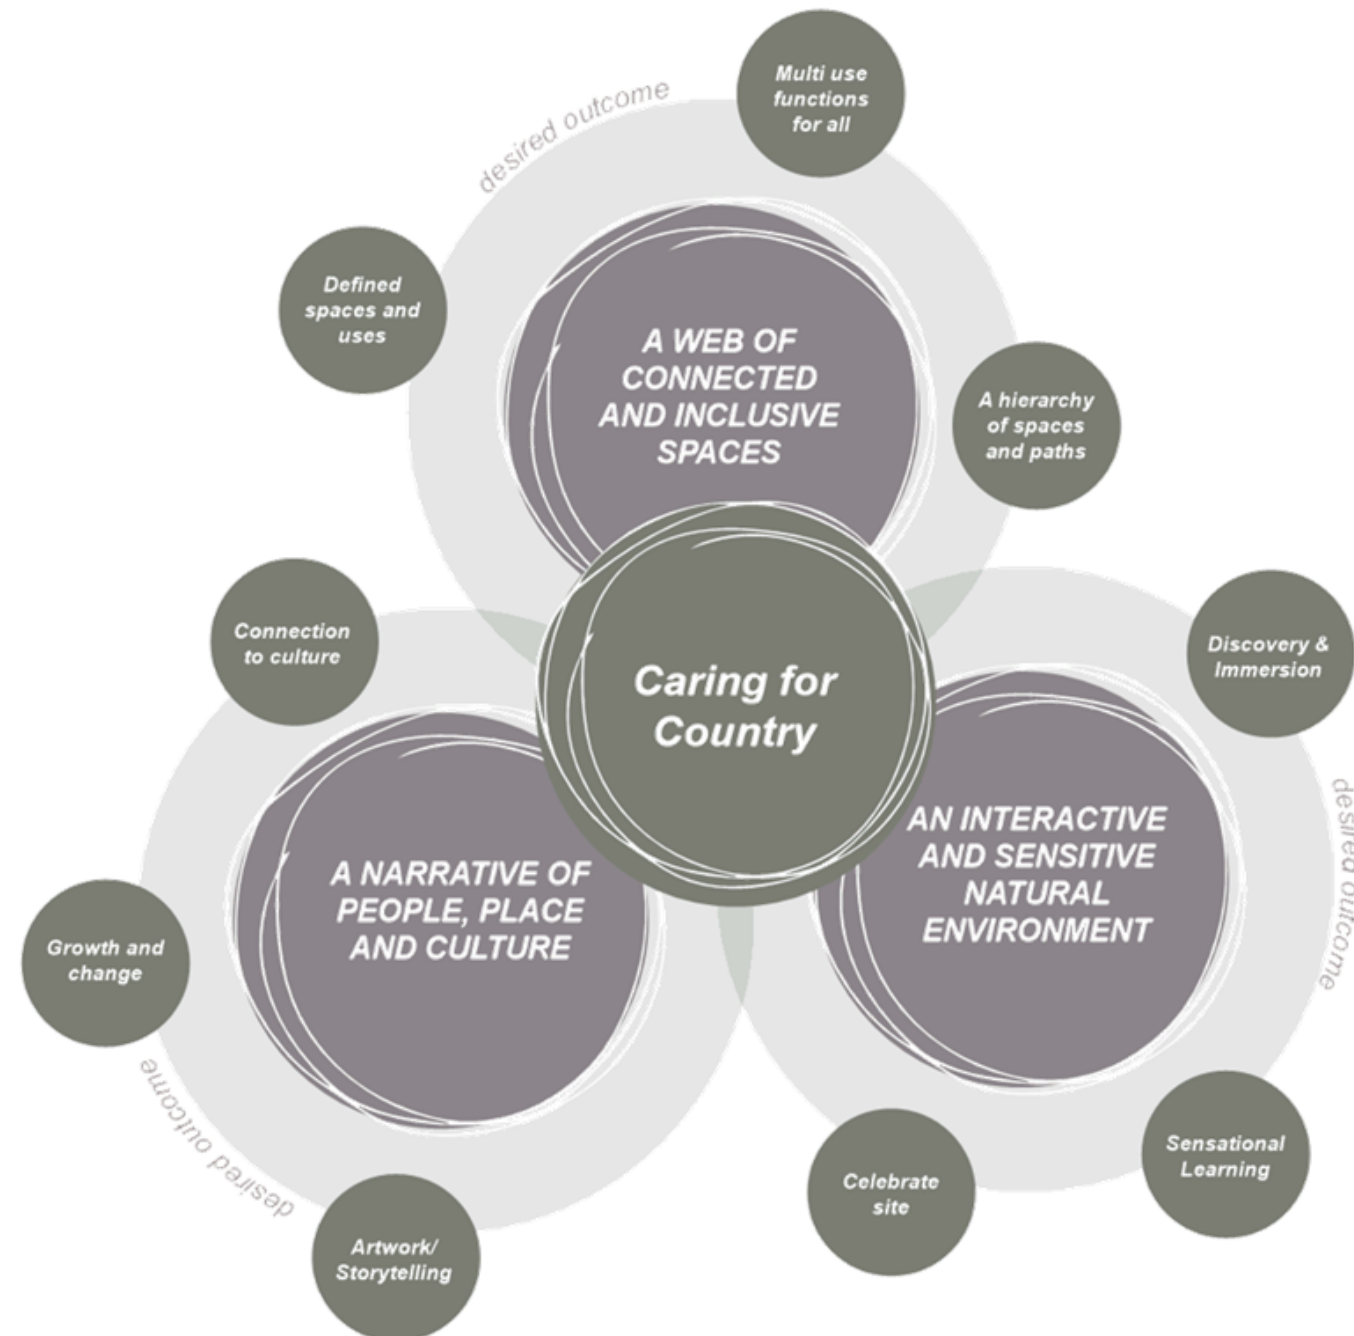 Multi use
functions
for all
desired outcome
Defined
spaces and
uses
A WEB OF
CONNECTED
AND INCLUSIVE
SPACES
A hierarchy
of spaces
and paths
Connection
to culture
Caring for
Country
Discovery &
Immersion
AN INTERACTIVE
AND SENSITIVE
NATURAL
ENVIRONMENT
desired outcome
A NARRATIVE OF
PEOPLE, PLACE
AND CULTURE
Growth and
change
desired outcome
Sensational
Learning
Celebrate
site
Artwork/
Storytelling